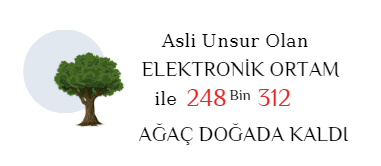 Asli Unsur Olan
ELEKTRONİK ORTAM
ile 248 Bin 312
AĞAÇ DOĞADA KALDI